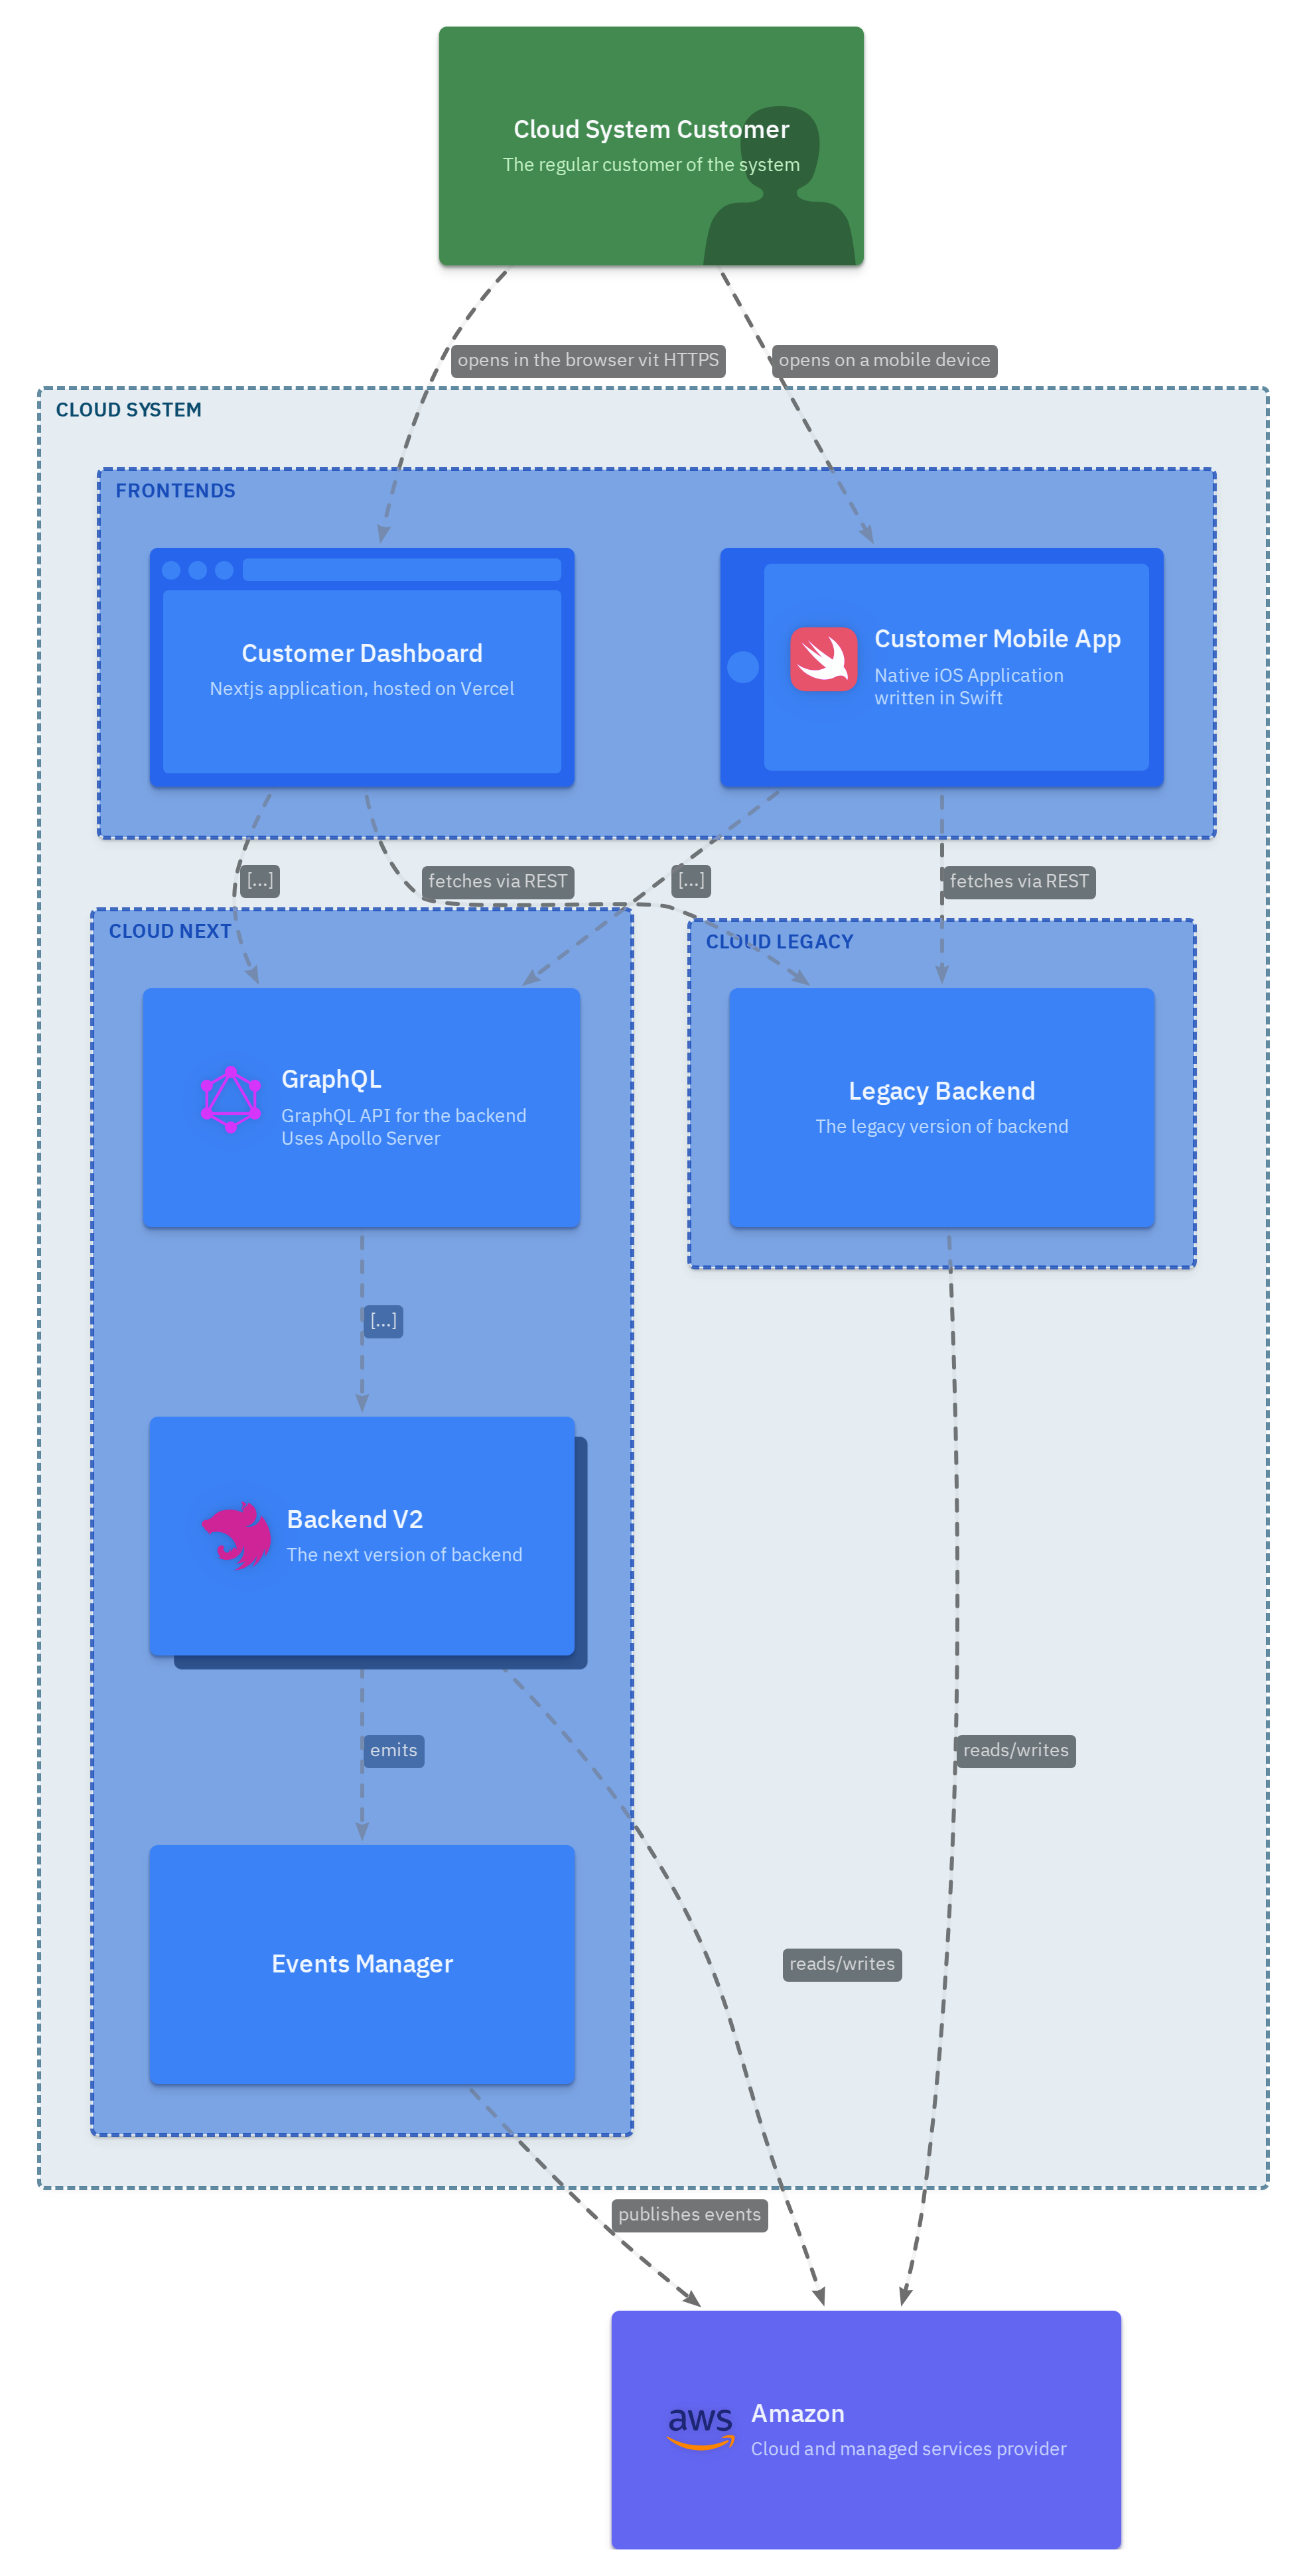 Cloud System Customer
The regular customer of the system
opens in the browser vit HTTPS
opens on a mobile device
CLOUD SYSTEM
FRONTENDS
Customer Dashboard
Nextjs application, hosted on Vercel
Customer Mobile App
Native iOS Application
written in Swift
[...]
fetches via REST
[...]
fetches via REST
CLOUD NEXT
CLOUD LEGACY
GraphQL
GraphQL API for the backend
Uses Apollo Server
Legacy Backend
The legacy version of backend
[...]
Backend V2
The next version of backend
emits
reads/writes
Events Manager
reads/writes
publishes events
aws
Amazon
Cloud and managed services provider